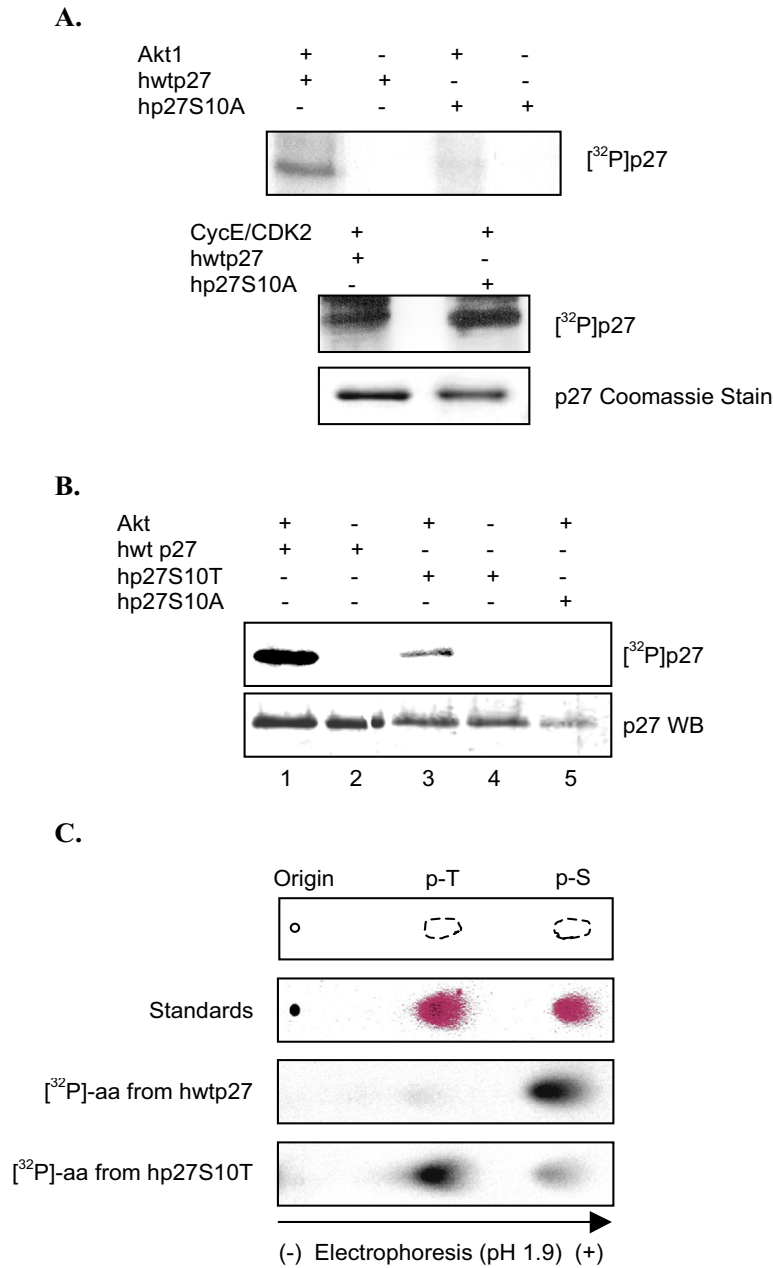 A.
Akt1 + - + -
hwtp27 + + - -
hp27S10A - - + +
[³²P]p27
CycE/CDK2 + +
hwtp27 + -
hp27S10A - +
[³²P]p27
p27 Coomassie Stain
B.
Akt + - + - +
hwt p27 + + - - -
hp27S10T - - + + -
hp27S10A - - - - +
[³²P]p27
p27 WB
1 2 3 4 5
C.
Origin p-T p-S
Standards
[³²P]-aa from hwtp27
[³²P]-aa from hp27S10T
(-) Electrophoresis (pH 1.9) (+)